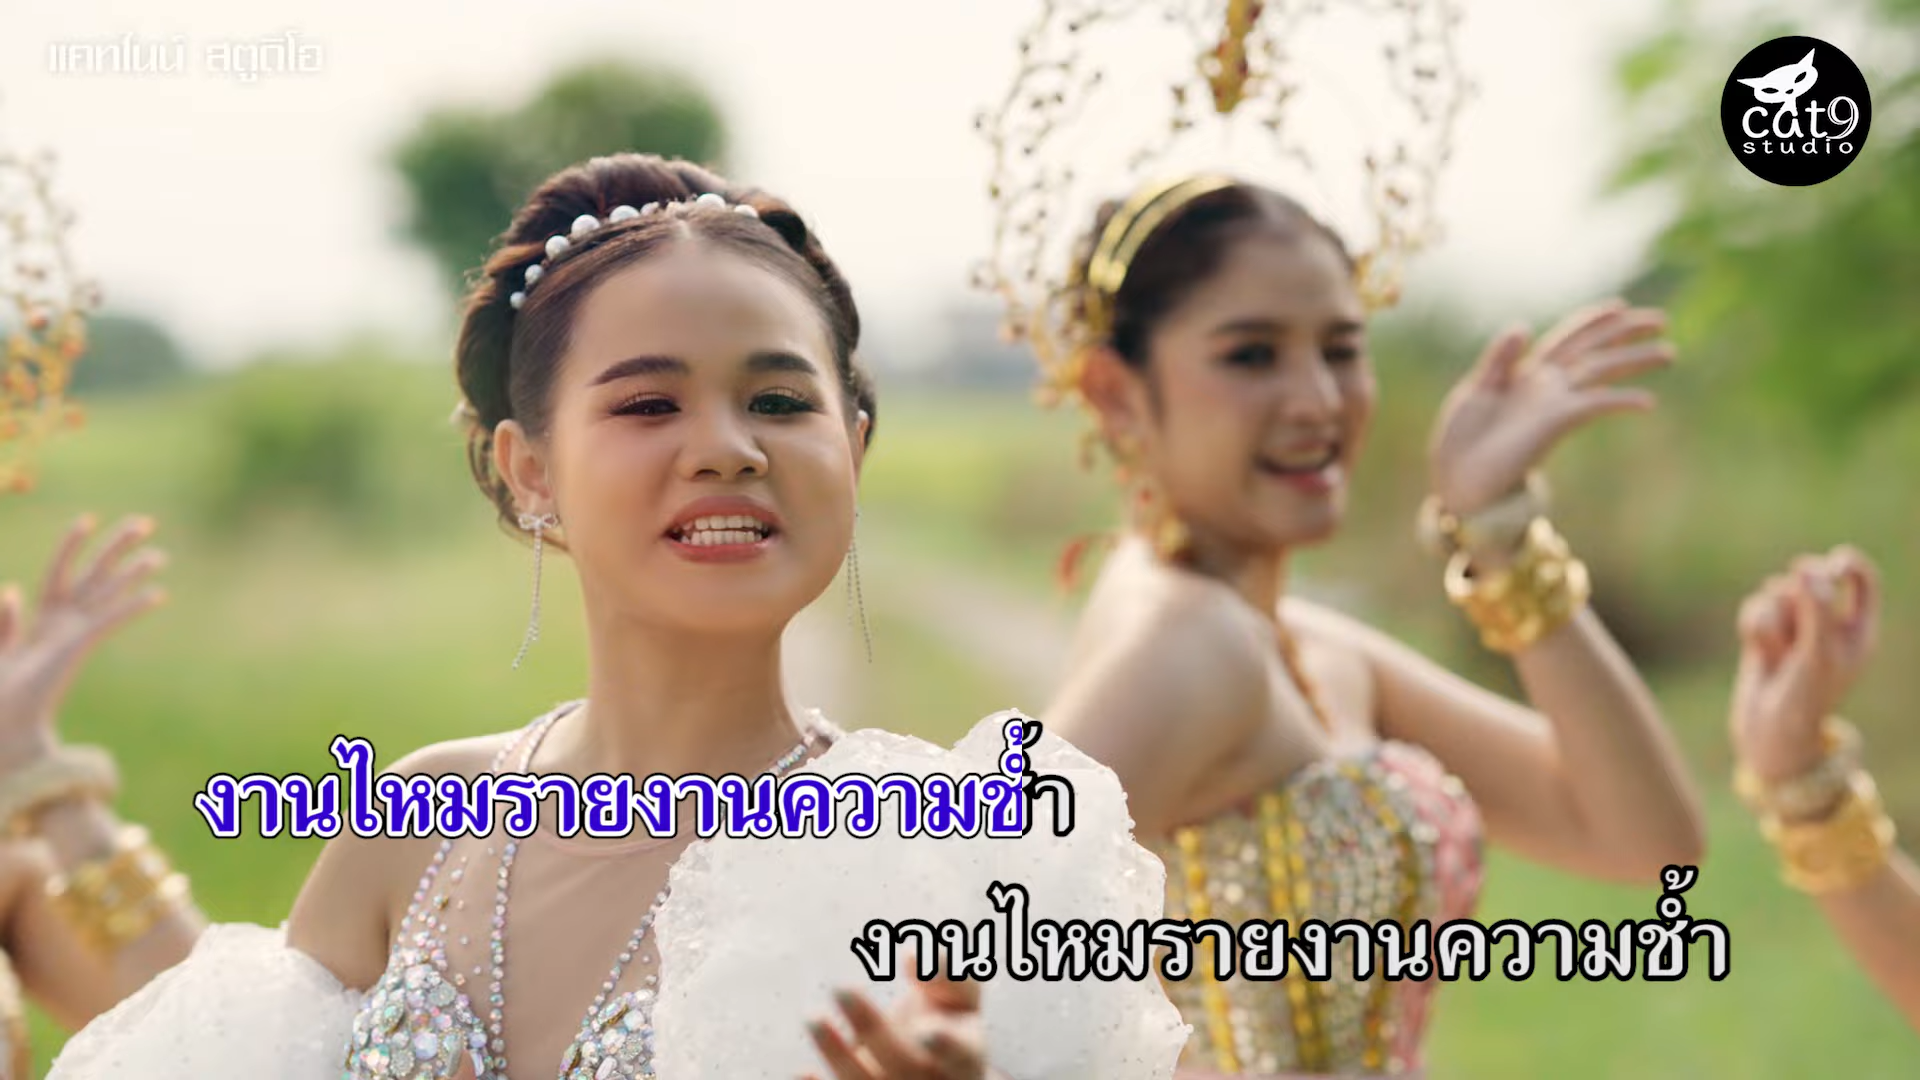 แคทไนน์ สตูดิโอ
cat9
studio
งานไหมรายงานความช้ำ
งานไหมรายงานความช้ำ